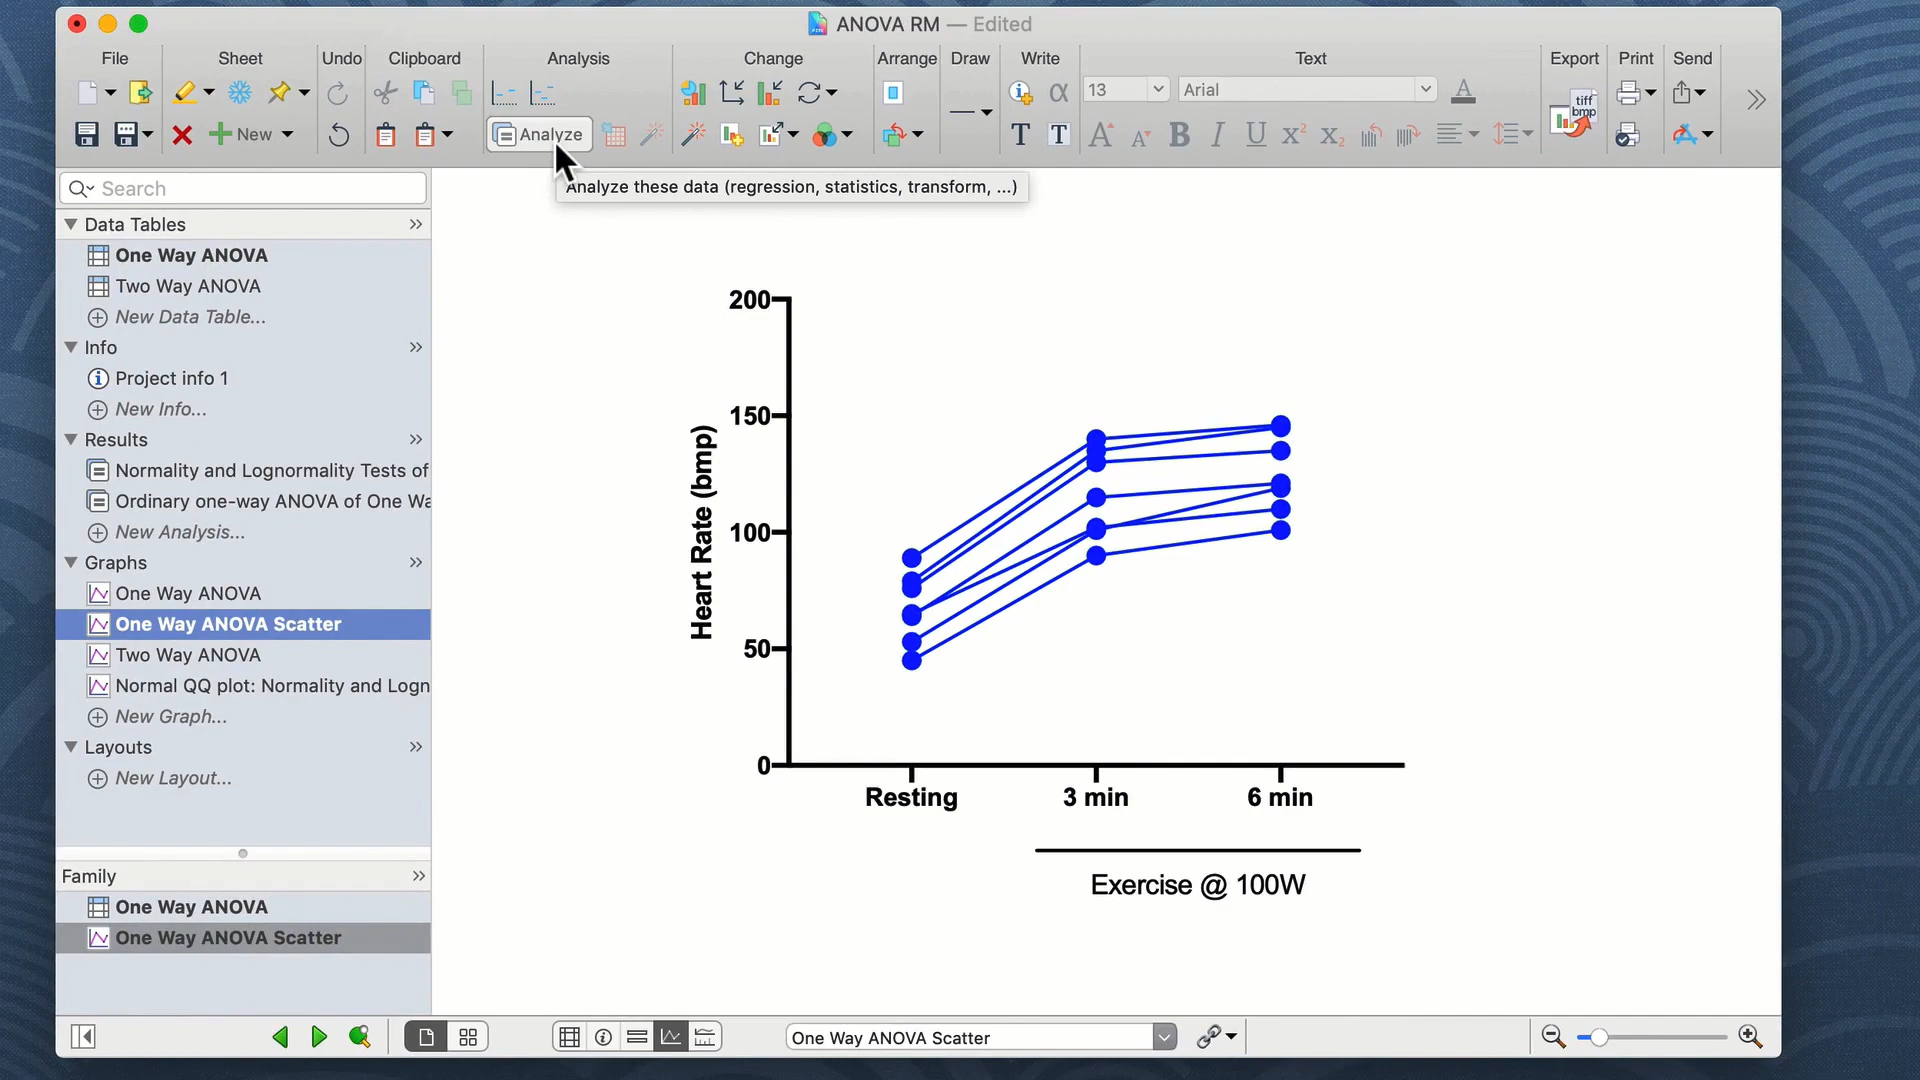 ANOVA RM — Edited
File Sheet Undo Clipboard Analysis Change Arrange Draw Write Text Export Print Send
13 Arial tiff bmp
New Analyze
Analyze these data (regression, statistics, transform, ...)
Search
Data Tables
One Way ANOVA
Two Way ANOVA
New Data Table...
Info
Project info 1
New Info...
Results
Normality and Lognormality Tests of
Ordinary one-way ANOVA of One Wa
New Analysis...
Graphs
One Way ANOVA
One Way ANOVA Scatter
Two Way ANOVA
Normal QQ plot: Normality and Logn
New Graph...
Layouts
New Layout...
Family
One Way ANOVA
One Way ANOVA Scatter
Heart Rate (bmp)
200
150
100
50
0
Resting 3 min 6 min
Exercise @ 100W
One Way ANOVA Scatter